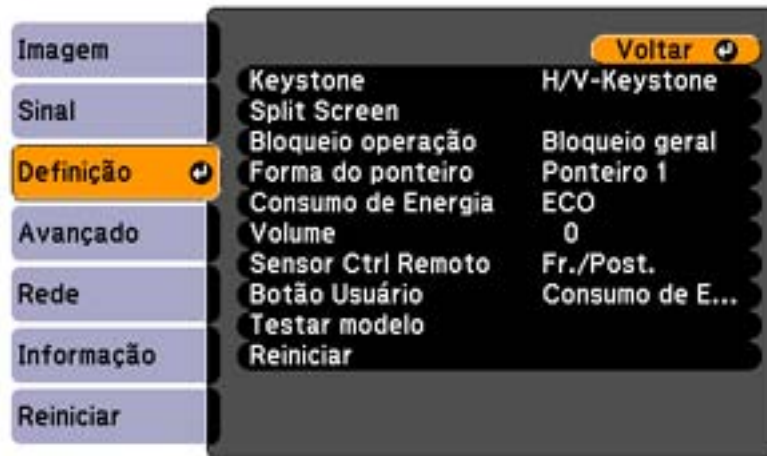 Imagem
Sinal
Definição
Avançado
Rede
Informação
Reiniciar
Voltar
Keystone H/V-Keystone
Split Screen
Bloqueio operação Bloqueio geral
Forma do ponteiro Ponteiro 1
Consumo de Energia ECO
Volume 0
Sensor Ctrl Remoto Fr./Post.
Botão Usuário Consumo de E...
Testar modelo
Reiniciar